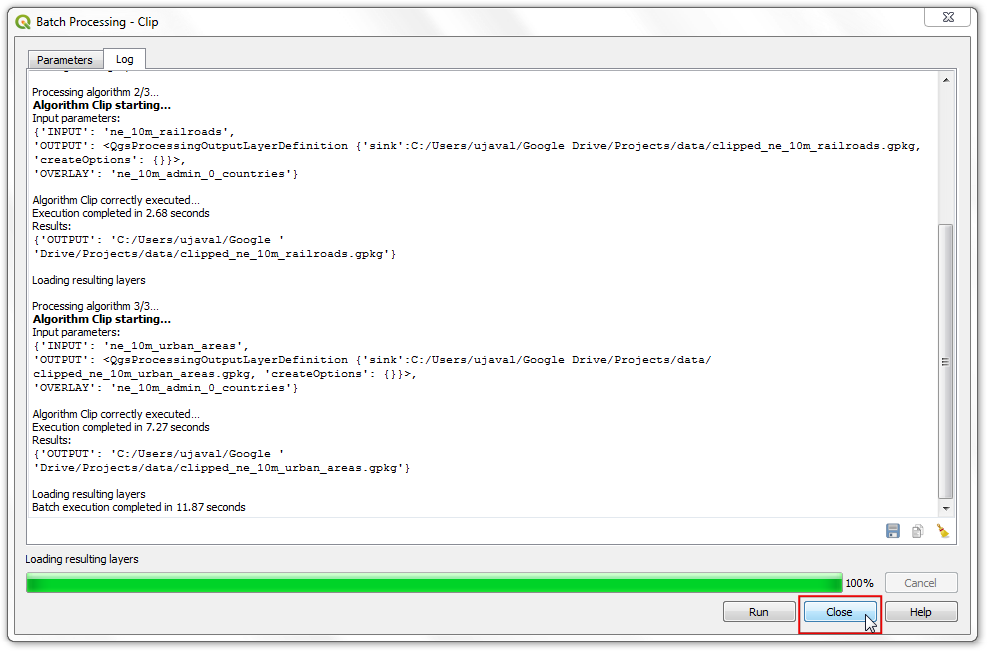 Batch Processing - Clip
Parameters
Log
Processing algorithm 2/3...
Algorithm Clip starting...
Input parameters:
{'INPUT': 'ne_10m_railroads',
'OUTPUT': <QgsProcessingOutputLayerDefinition {'sink':C:/Users/ujaval/Google Drive/Projects/data/clipped_ne_10m_railroads.gpkg,
'createOptions': {}}>,
'OVERLAY': 'ne_10m_admin_0_countries'}
Algorithm Clip correctly executed...
Execution completed in 2.68 seconds
Results:
{'OUTPUT': 'C:/Users/ujaval/Google '
'Drive/Projects/data/clipped_ne_10m_railroads.gpkg'}
Loading resulting layers
Processing algorithm 3/3...
Algorithm Clip starting...
Input parameters:
{'INPUT': 'ne_10m_urban_areas',
'OUTPUT': <QgsProcessingOutputLayerDefinition {'sink':C:/Users/ujaval/Google Drive/Projects/data/
clipped_ne_10m_urban_areas.gpkg, 'createOptions': {}}>,
'OVERLAY': 'ne_10m_admin_0_countries'}
Algorithm Clip correctly executed...
Execution completed in 7.27 seconds
Results:
{'OUTPUT': 'C:/Users/ujaval/Google '
'Drive/Projects/data/clipped_ne_10m_urban_areas.gpkg'}
Loading resulting layers
Batch execution completed in 11.87 seconds
Loading resulting layers
100%
Cancel
Run
Close
Help